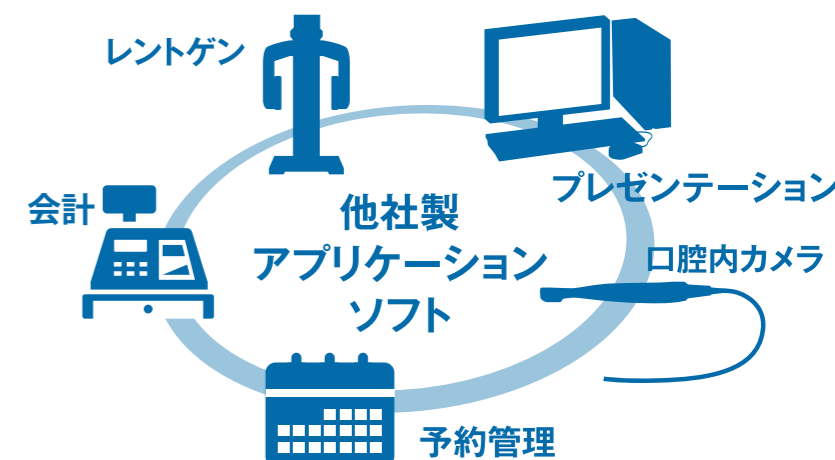 レントゲン
プレゼンテーション
会計
他社製
アプリケーション
ソフト
口腔内カメラ
予約管理